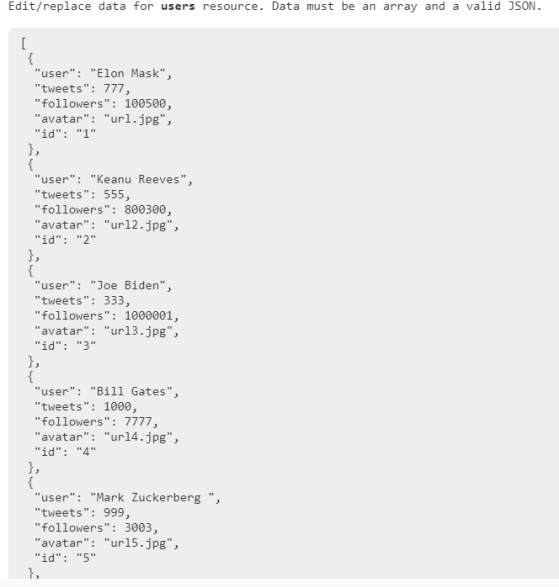 Edit/replace data for users resource. Data must be an array and a valid JSON.
[
{
"user": "Elon Mask",
"tweets": 777,
"followers": 100500,
"avatar": "url.jpg",
"id": "1"
},
{
"user": "Keanu Reeves",
"tweets": 555,
"followers": 800300,
"avatar": "url2.jpg",
"id": "2"
},
{
"user": "Joe Biden",
"tweets": 333,
"followers": 1000001,
"avatar": "url3.jpg",
"id": "3"
},
{
"user": "Bill Gates",
"tweets": 1000,
"followers": 7777,
"avatar": "url4.jpg",
"id": "4"
},
{
"user": "Mark Zuckerberg ",
"tweets": 999,
"followers": 3003,
"avatar": "url5.jpg",
"id": "5"
},